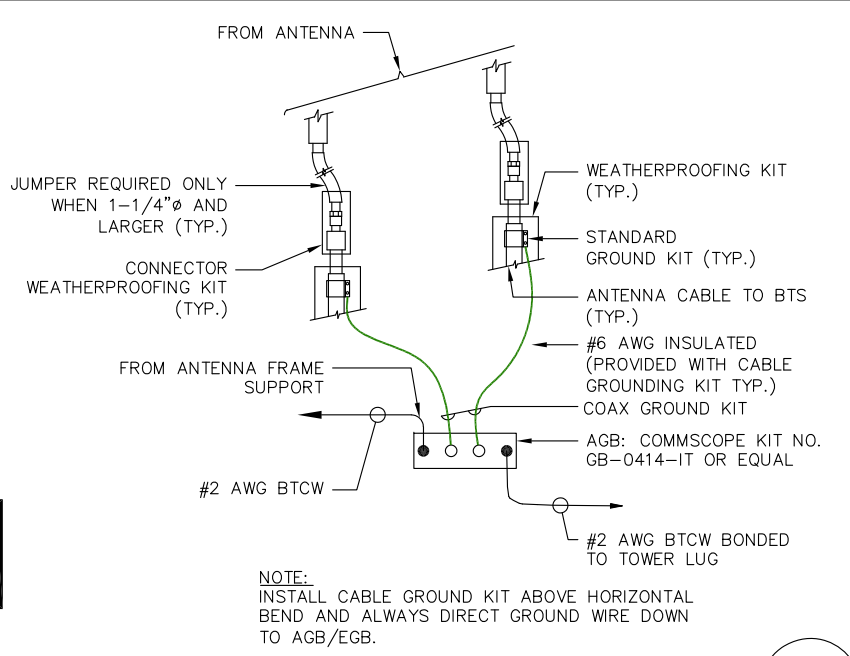 FROM ANTENNA
JUMPER REQUIRED ONLY
WHEN 1-1/4"ø AND
LARGER (TYP.)
CONNECTOR
WEATHERPROOFING KIT
(TYP.)
WEATHERPROOFING KIT
(TYP.)
STANDARD
GROUND KIT (TYP.)
ANTENNA CABLE TO BTS
(TYP.)
#6 AWG INSULATED
(PROVIDED WITH CABLE
GROUNDING KIT TYP.)
FROM ANTENNA FRAME
SUPPORT
COAX GROUND KIT
AGB: COMMSCOPE KIT NO.
GB-0414-IT OR EQUAL
#2 AWG BTCW
#2 AWG BTCW BONDED
TO TOWER LUG
NOTE:
INSTALL CABLE GROUND KIT ABOVE HORIZONTAL
BEND AND ALWAYS DIRECT GROUND WIRE DOWN
TO AGB/EGB.